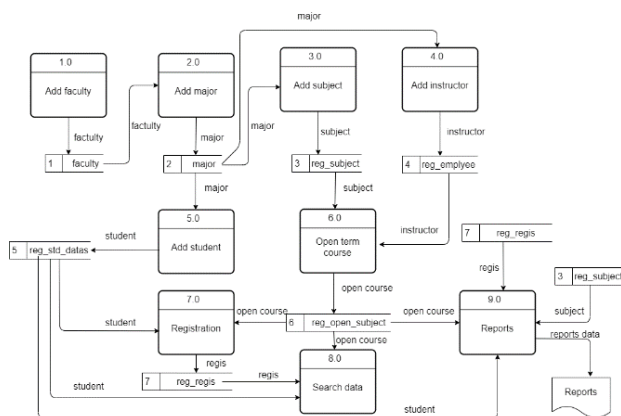 major
1.0
Add faculty
2.0
Add major
3.0
Add subject
4.0
Add instructor
factulty
factulty
major
major
subject
instructor
1 faculty
2 major
3 reg_subject
4 reg_emplyee
major
subject
student
5.0
Add student
6.0
Open term
course
instructor
7 reg_regis
5 reg_std_datas
regis
3 reg_subject
open course
7.0
Registration
student
open course
6 reg_open_subject
open course
open course
9.0
Reports
subject
reports data
regis
8.0
Search data
7 reg_regis
regis
student
student
Reports